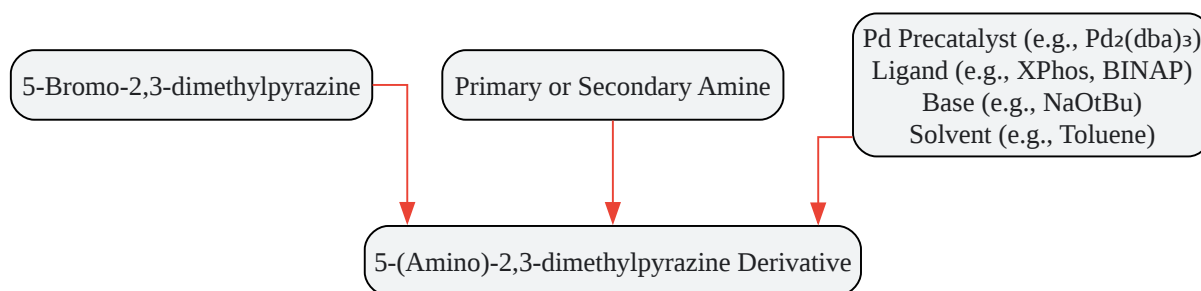 5-Bromo-2,3-dimethylpyrazine
Primary or Secondary Amine
Pd Precatalyst (e.g., Pd₂(dba)₃)
Ligand (e.g., XPhos, BINAP)
Base (e.g., NaOtBu)
Solvent (e.g., Toluene)
5-(Amino)-2,3-dimethylpyrazine Derivative